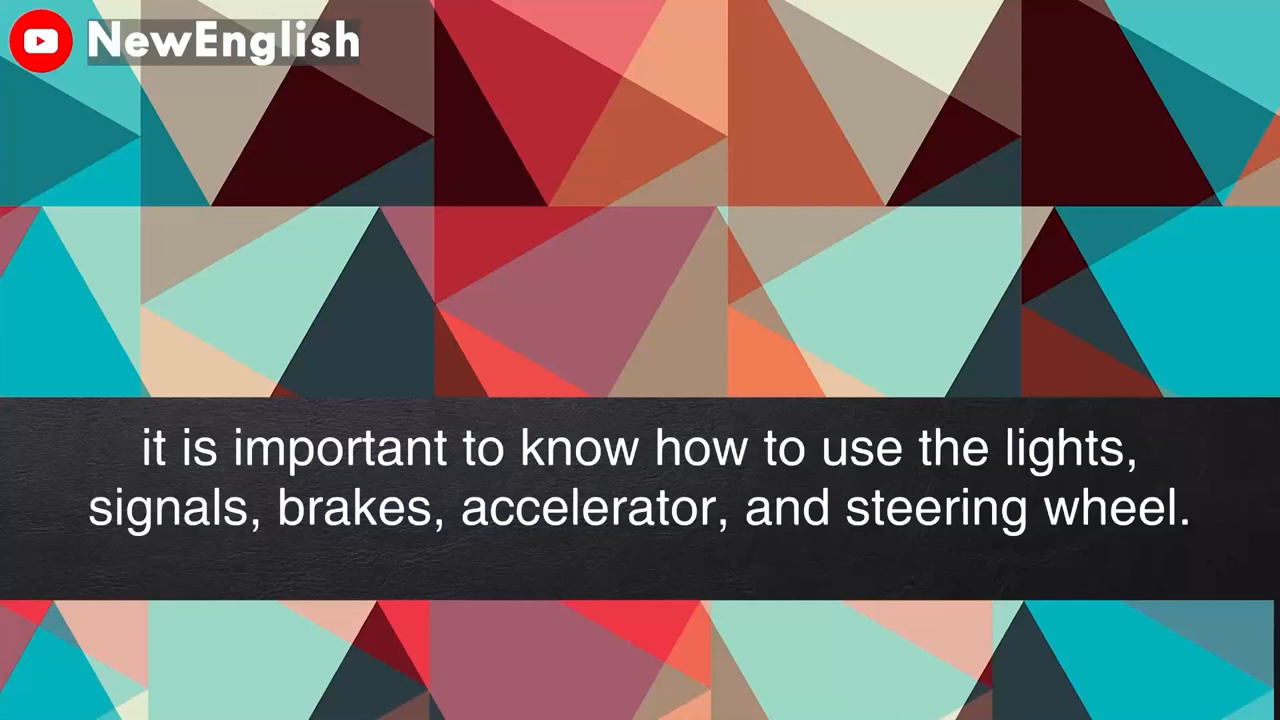 NewEnglish
it is important to know how to use the lights,
signals, brakes, accelerator, and steering wheel.